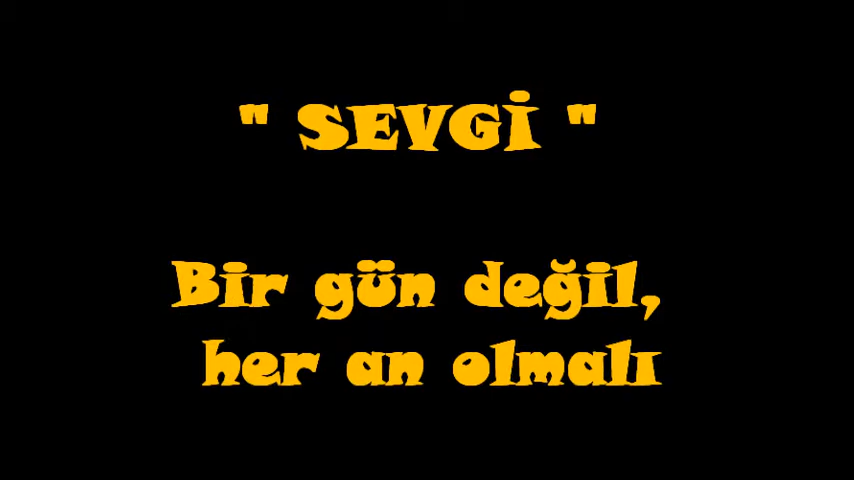 " SEVGİ "
Bir gün değil,
her an olmalı